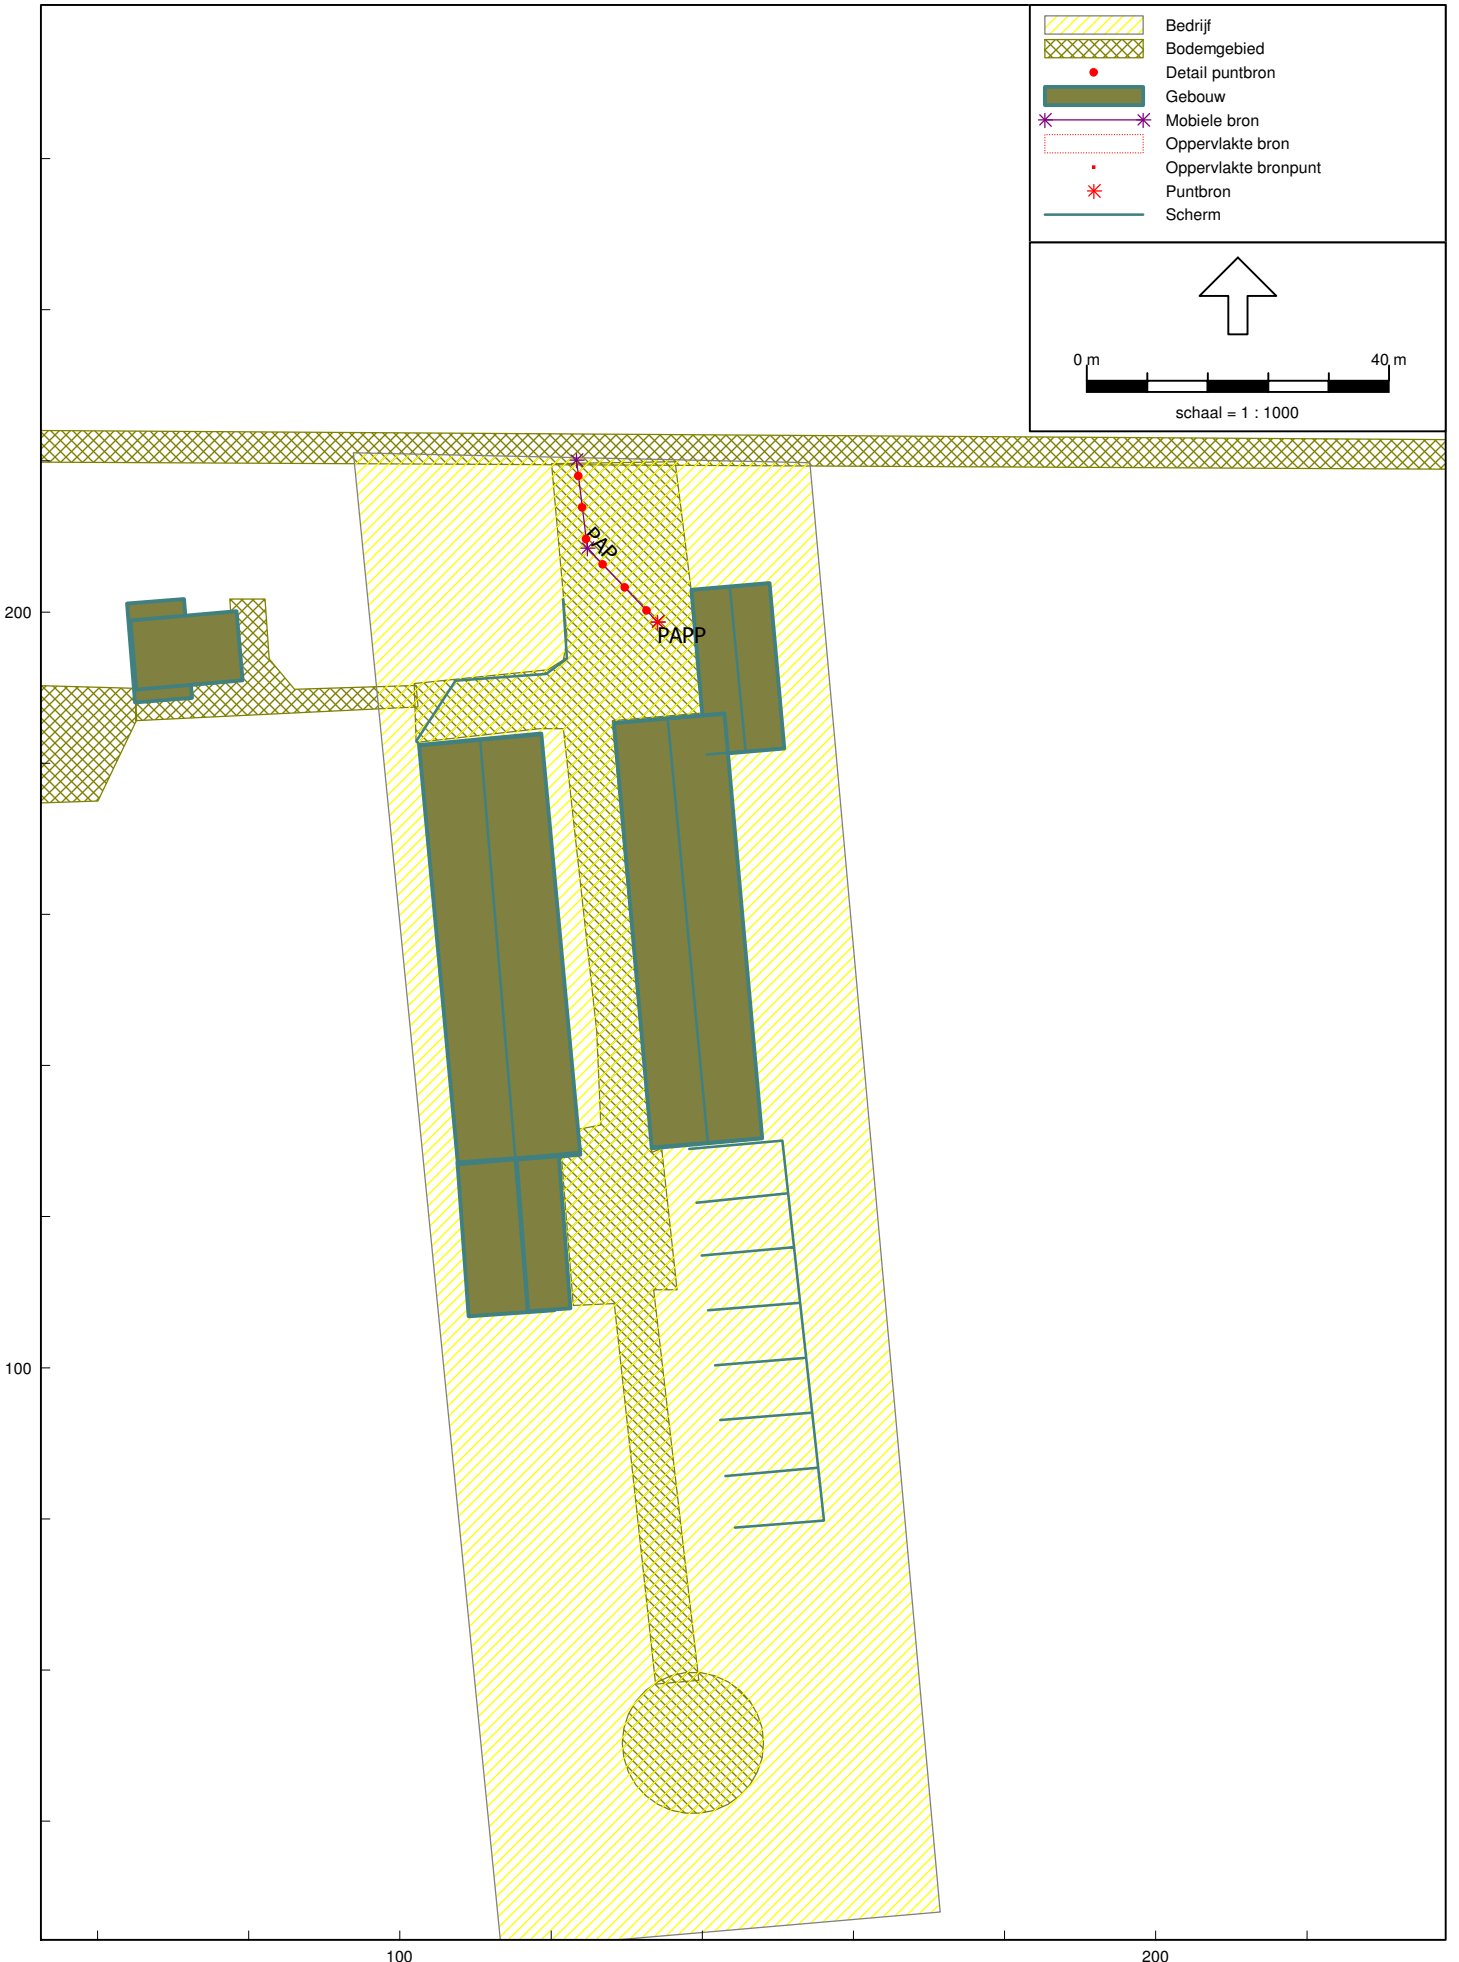 Bedrijf
Bodemgebied
Detail puntbron
Gebouw
Mobiele bron
Oppervlakte bron
Oppervlakte bronpunt
Puntbron
Scherm
0 m 40 m
schaal = 1 : 1000
PAP
200
PAPP
100
100 200